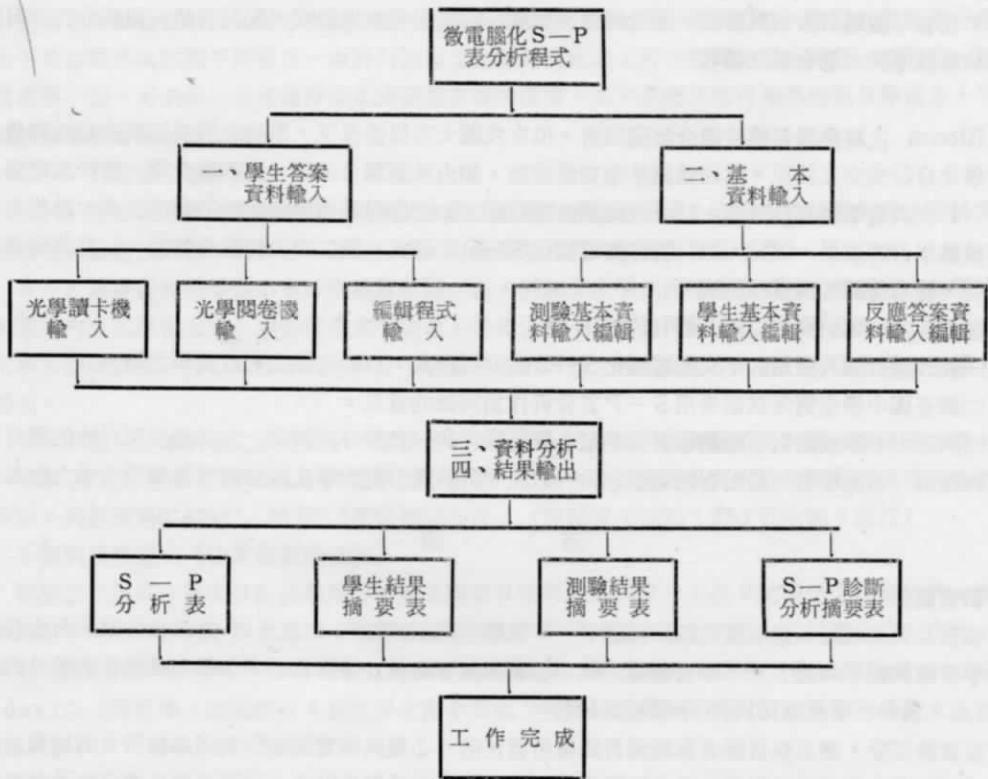 微電腦化S—P
表分析程式
一、學生答案
資料輸入
二、基本
資料輸入
光學讀卡機
輸入
光學閱卷機
輸入
編輯程式
輸入
測驗基本資
料輸入編輯
學生基本資
料輸入編輯
反應答案資
料輸入編輯
三、資料分析
四、結果輸出
S—P
分析表
學生結果
摘要表
測驗結果
摘要表
S—P診斷
分析摘要表
工作完成